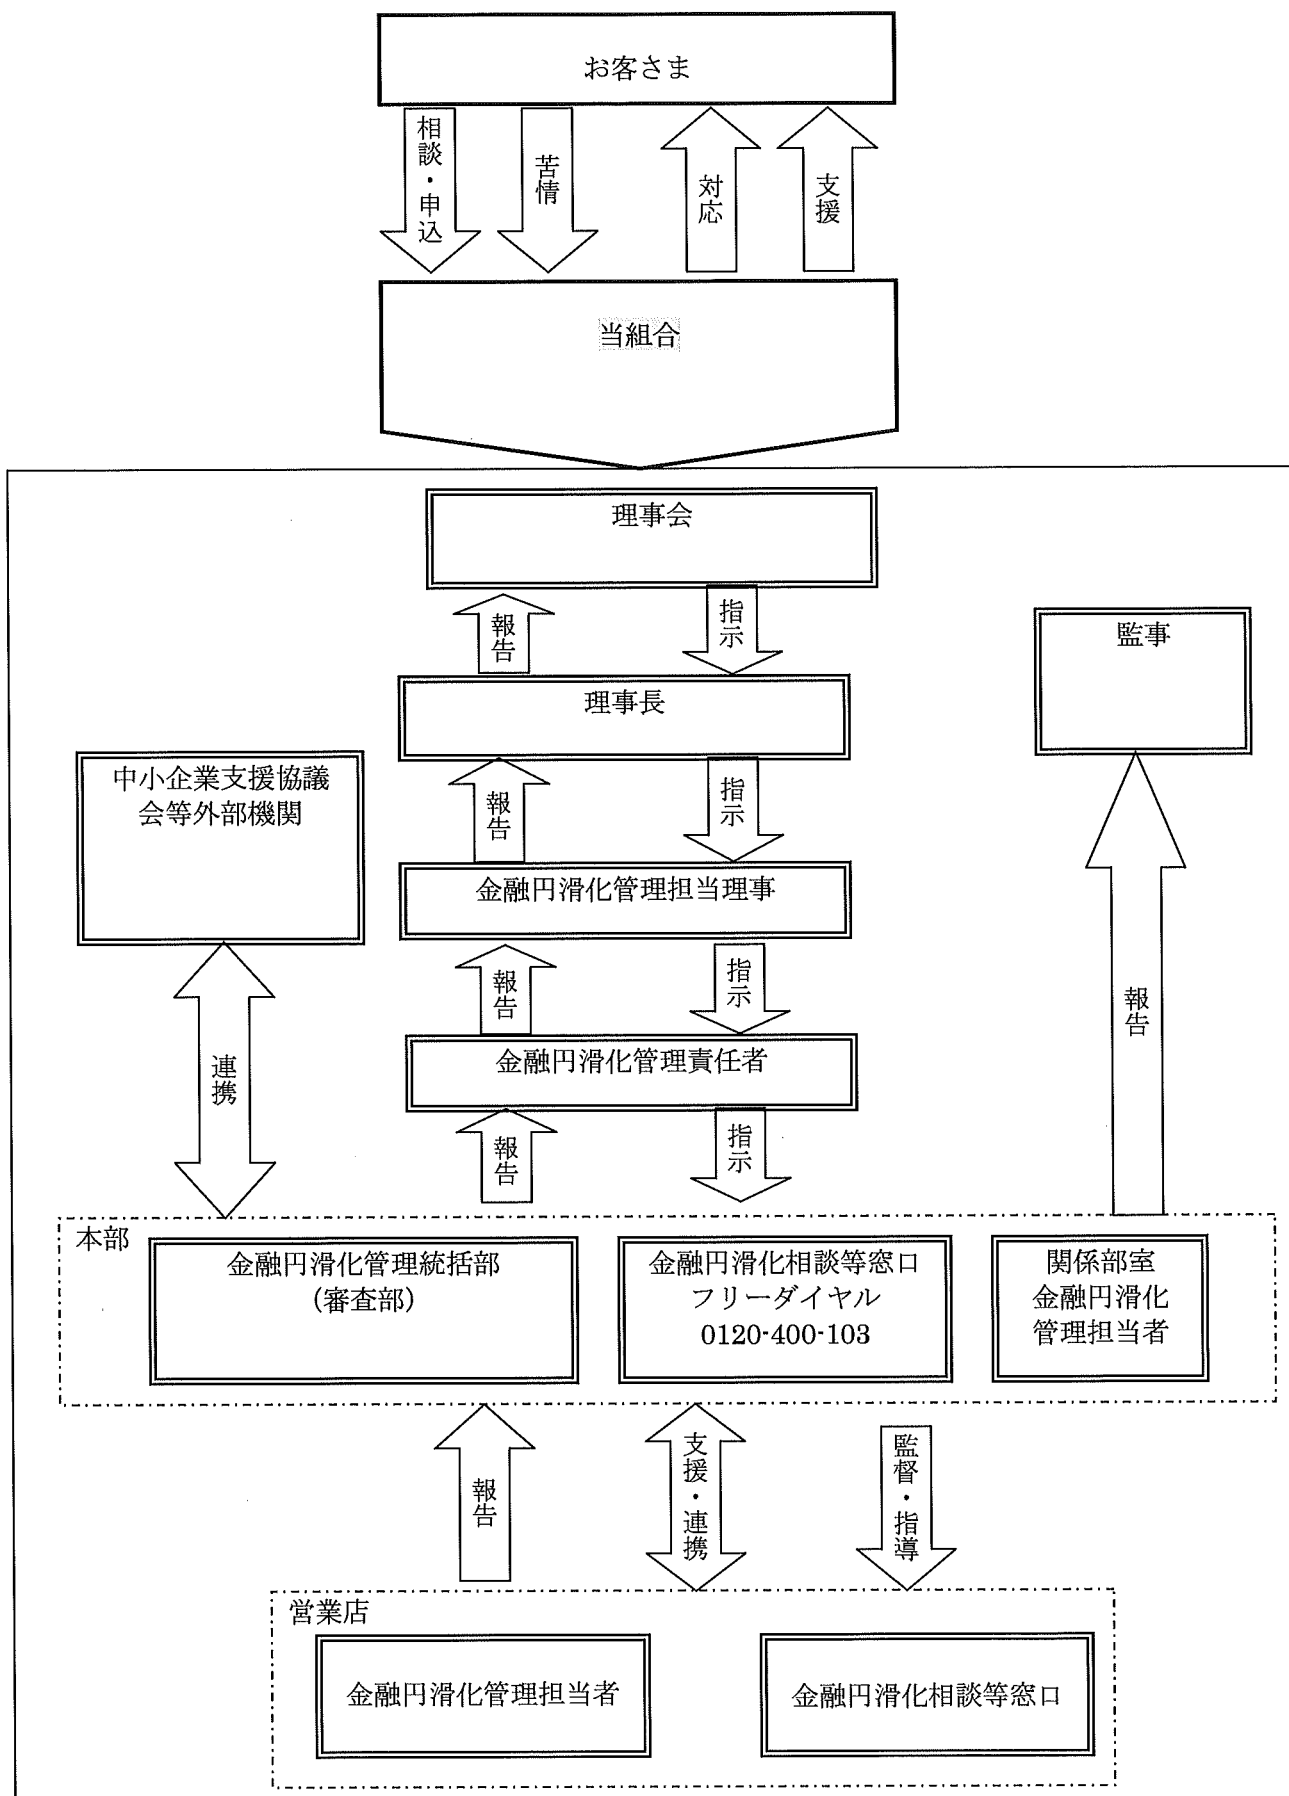 お客さま
相談・申込
苦情
対応
支援
当組合
理事会
報告
指示
監事
理事長
中小企業支援協議
会等外部機関
報告
指示
金融円滑化管理担当理事
報告
指示
報告
金融円滑化管理責任者
連携
報告
指示
本部
金融円滑化管理統括部
（審査部）
金融円滑化相談等窓口
フリーダイヤル
0120-400-103
関係部室
金融円滑化
管理担当者
報告
支援・連携
監督・指導
営業店
金融円滑化管理担当者
金融円滑化相談等窓口